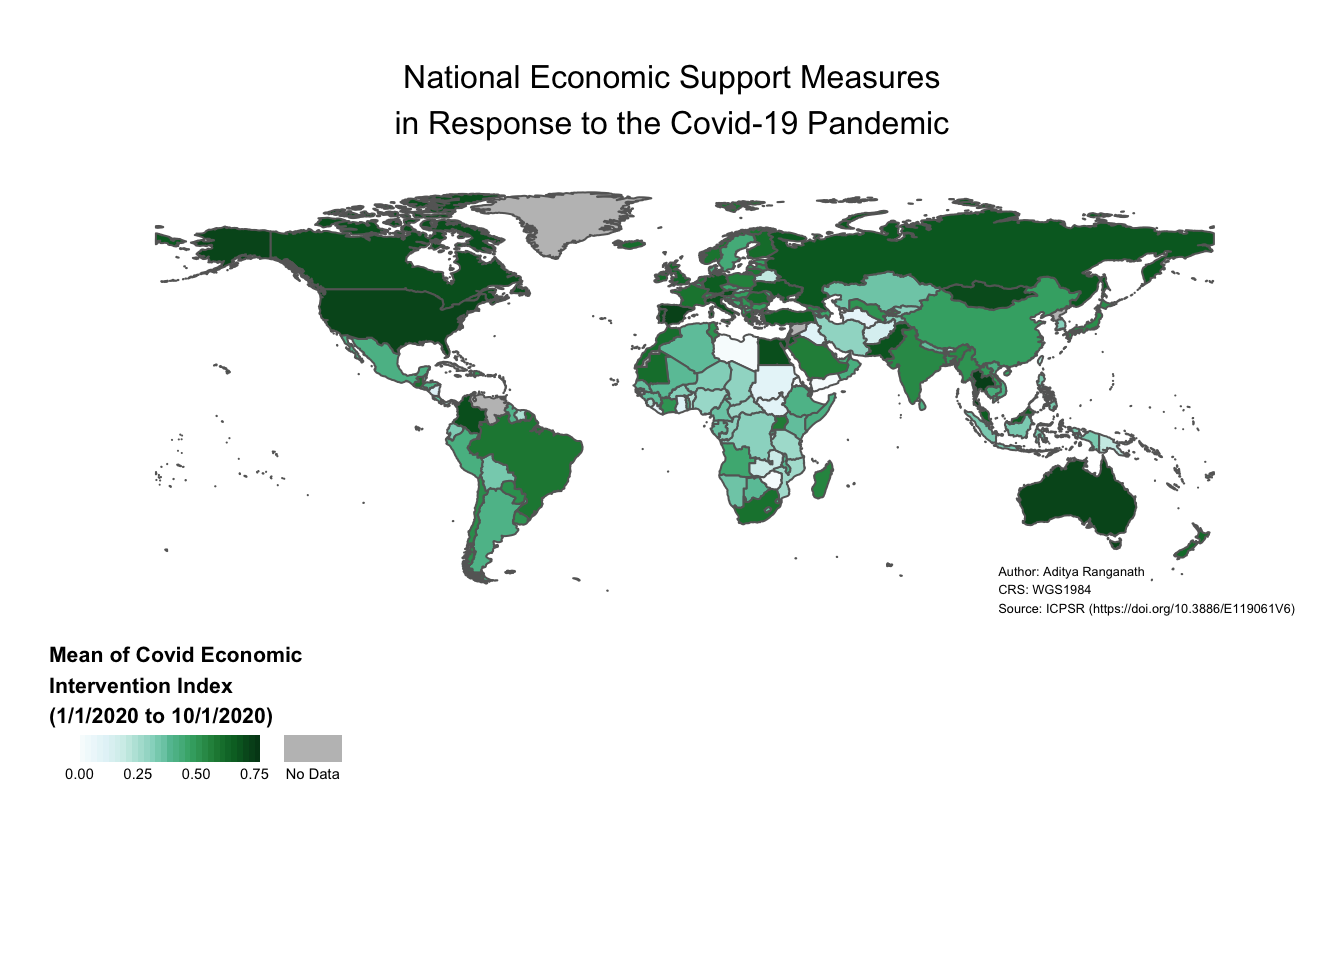 National Economic Support Measures
in Response to the Covid-19 Pandemic
Author: Aditya Ranganath
CRS: WGS1984
Source: ICPSR (https://doi.org/10.3886/E119061V6)
Mean of Covid Economic
Intervention Index
(1/1/2020 to 10/1/2020)
0.00 0.25 0.50 0.75 No Data